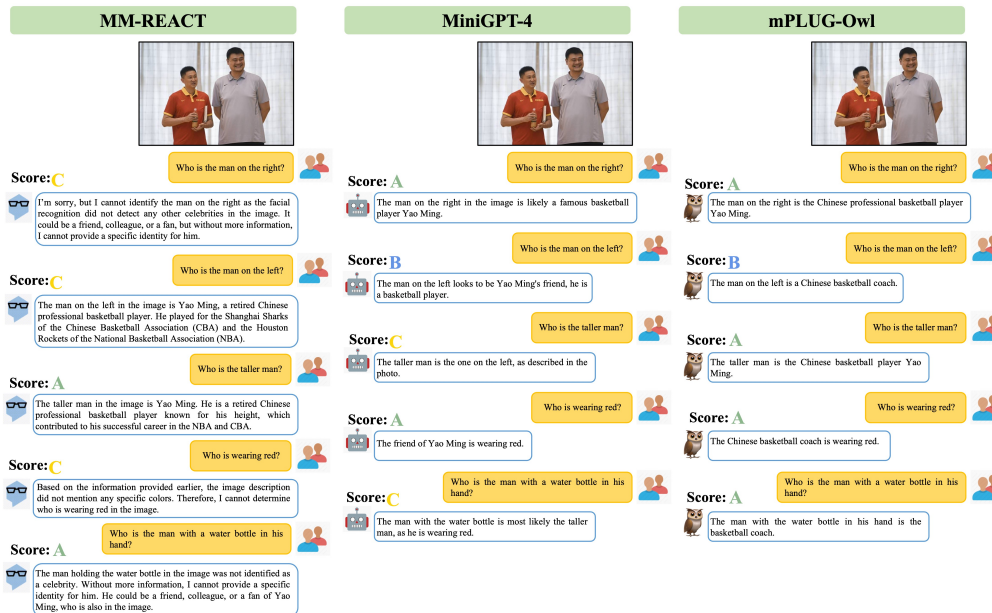 MM-REACT
Who is the man on the right?
Score:C
I'm sorry, but I cannot identify the man on the right as the facial
recognition did not detect any other celebrities in the image. It
could be a friend, colleague, or a fan, but without more information,
I cannot provide a specific identity for him.
Who is the man on the left?
Score:C
The man on the left in the image is Yao Ming, a retired Chinese
professional basketball player. He played for the Shanghai Sharks
of the Chinese Basketball Association (CBA) and the Houston
Rockets of the National Basketball Association (NBA).
Who is the taller man?
Score:A
The taller man in the image is Yao Ming. He is a retired Chinese
professional basketball player known for his height, which
contributed to his successful career in the NBA and CBA.
Who is wearing red?
Score:C
Based on the information provided earlier, the image description
did not mention any specific colors. Therefore, I cannot determine
who is wearing red in the image.
Who is the man with a water bottle in his
hand?
Score:A
The man holding the water bottle in the image was not identified as
a celebrity. Without more information, I cannot provide a specific
identity for him. He could be a friend, colleague, or a fan of Yao
Ming, who is also in the image.
MiniGPT-4
Who is the man on the right?
Score:A
The man on the right in the image is likely a famous basketball
player Yao Ming.
Who is the man on the left?
Score:B
The man on the left looks to be Yao Ming's friend, he is
a basketball player.
Who is the taller man?
Score:C
The taller man is the one on the left, as described in the
photo.
Who is wearing red?
Score:A
The friend of Yao Ming is wearing red.
Who is the man with a water bottle in his
hand?
Score:C
The man with the water bottle is most likely the taller
man, as he is wearing red.
mPLUG-Owl
Who is the man on the right?
Score:A
The man on the right is the Chinese professional basketball player
Yao Ming.
Who is the man on the left?
Score:B
The man on the left is a Chinese basketball coach.
Who is the taller man?
Score:A
The taller man is the Chinese basketball player Yao
Ming.
Who is wearing red?
Score:A
The Chinese basketball coach is wearing red.
Who is the man with a water bottle in his
hand?
Score:A
The man with the water bottle in his hand is the
basketball coach.